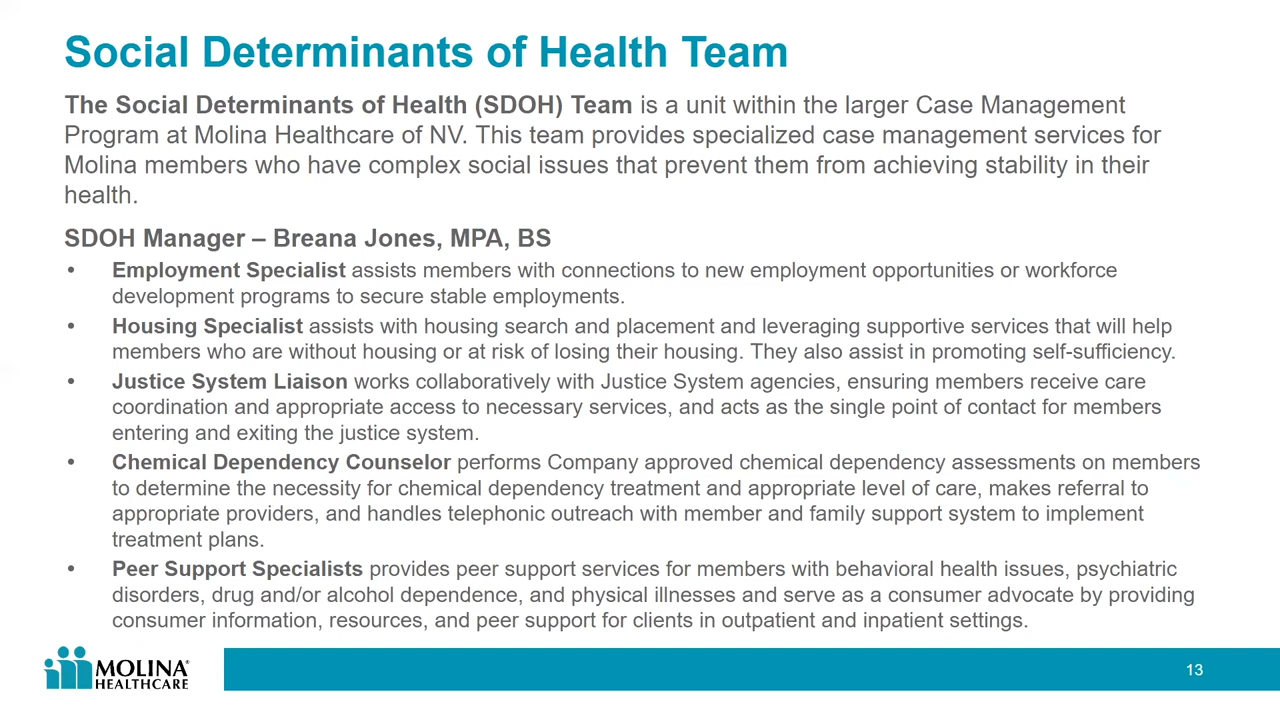 Social Determinants of Health Team
The Social Determinants of Health (SDOH) Team is a unit within the larger Case Management
Program at Molina Healthcare of NV. This team provides specialized case management services for
Molina members who have complex social issues that prevent them from achieving stability in their
health.
SDOH Manager – Breana Jones, MPA, BS
• Employment Specialist assists members with connections to new employment opportunities or workforce
development programs to secure stable employments.
• Housing Specialist assists with housing search and placement and leveraging supportive services that will help
members who are without housing or at risk of losing their housing. They also assist in promoting self-sufficiency.
• Justice System Liaison works collaboratively with Justice System agencies, ensuring members receive care
coordination and appropriate access to necessary services, and acts as the single point of contact for members
entering and exiting the justice system.
• Chemical Dependency Counselor performs Company approved chemical dependency assessments on members
to determine the necessity for chemical dependency treatment and appropriate level of care, makes referral to
appropriate providers, and handles telephonic outreach with member and family support system to implement
treatment plans.
• Peer Support Specialists provides peer support services for members with behavioral health issues, psychiatric
disorders, drug and/or alcohol dependence, and physical illnesses and serve as a consumer advocate by providing
consumer information, resources, and peer support for clients in outpatient and inpatient settings.
MOLINA®
HEALTHCARE
13